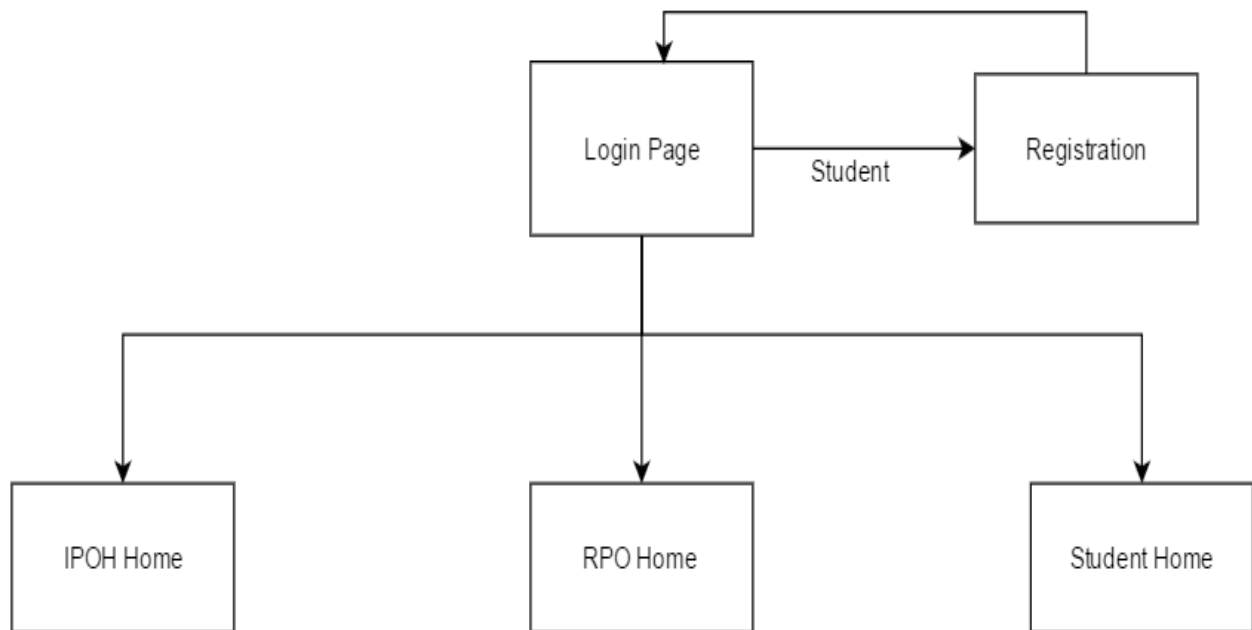 Login Page
Registration
Student
IPOH Home
RPO Home
Student Home